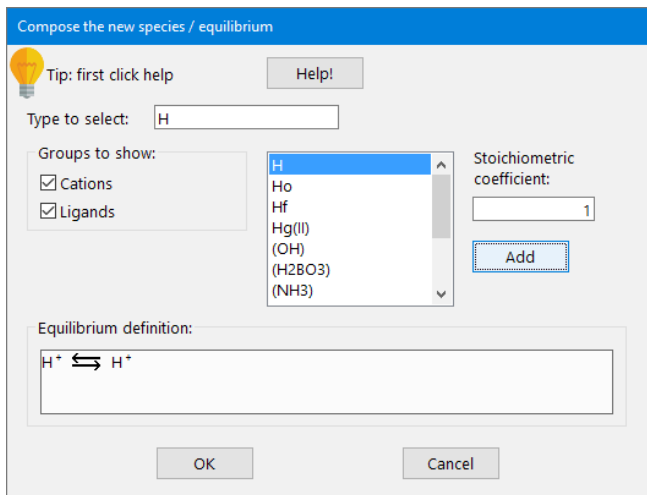 Compose the new species / equilibrium
Tip: first click help
Help!
Type to select:
H
Groups to show:
Cations
Ligands
H
Ho
Hf
Hg(II)
(OH)
(H2BO3)
(NH3)
Stoichiometric
coefficient:
1
Add
Equilibrium definition:
H⁺ ⇆ H⁺
OK
Cancel